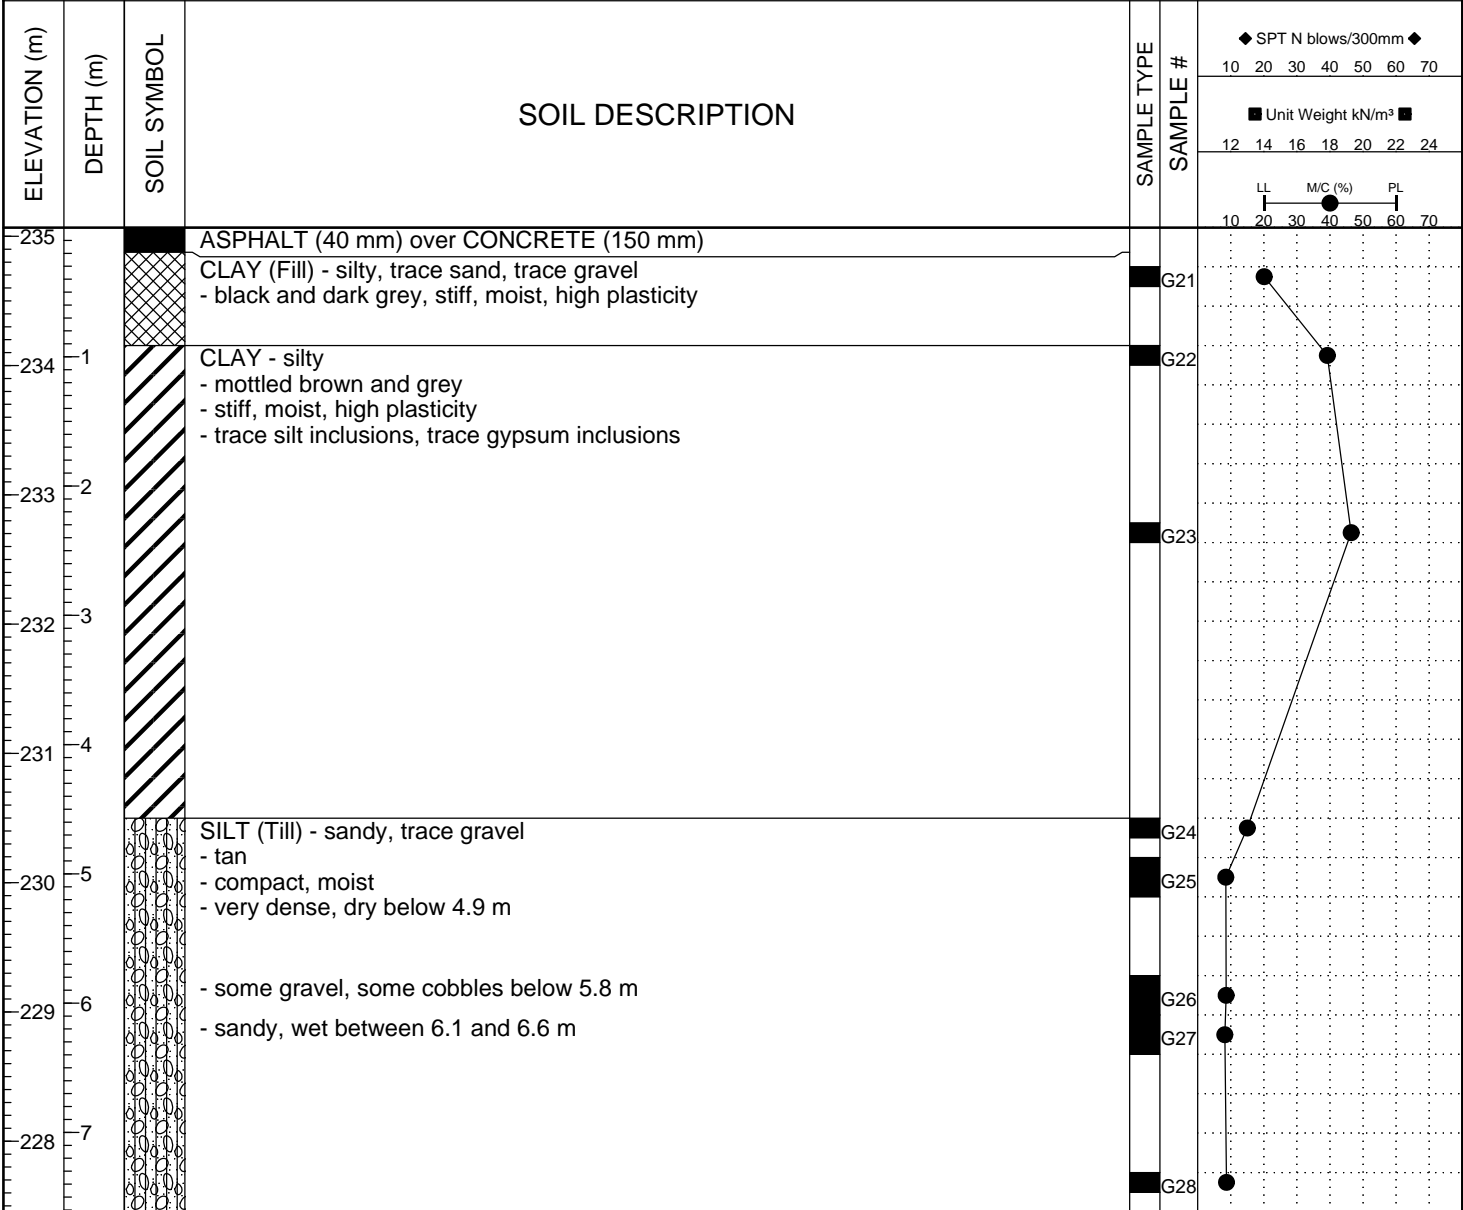 ELEVATION (m)
DEPTH (m)
SOIL SYMBOL
SOIL DESCRIPTION
SAMPLE TYPE
SAMPLE #
◆ SPT N blows/300mm ◆
10 20 30 40 50 60 70
■ Unit Weight kN/m³ ■
12 14 16 18 20 22 24
LL M/C (%) PL
10 20 30 40 50 60 70
235
ASPHALT (40 mm) over CONCRETE (150 mm)
CLAY (Fill) - silty, trace sand, trace gravel
G21
- black and dark grey, stiff, moist, high plasticity
234
1
CLAY - silty
G22
- mottled brown and grey
- stiff, moist, high plasticity
- trace silt inclusions, trace gypsum inclusions
233
2
G23
232
3
231
4
SILT (Till) - sandy, trace gravel
G24
- tan
230
5
- compact, moist
G25
- very dense, dry below 4.9 m
- some gravel, some cobbles below 5.8 m
G26
229
6
- sandy, wet between 6.1 and 6.6 m
G27
228
7
G28